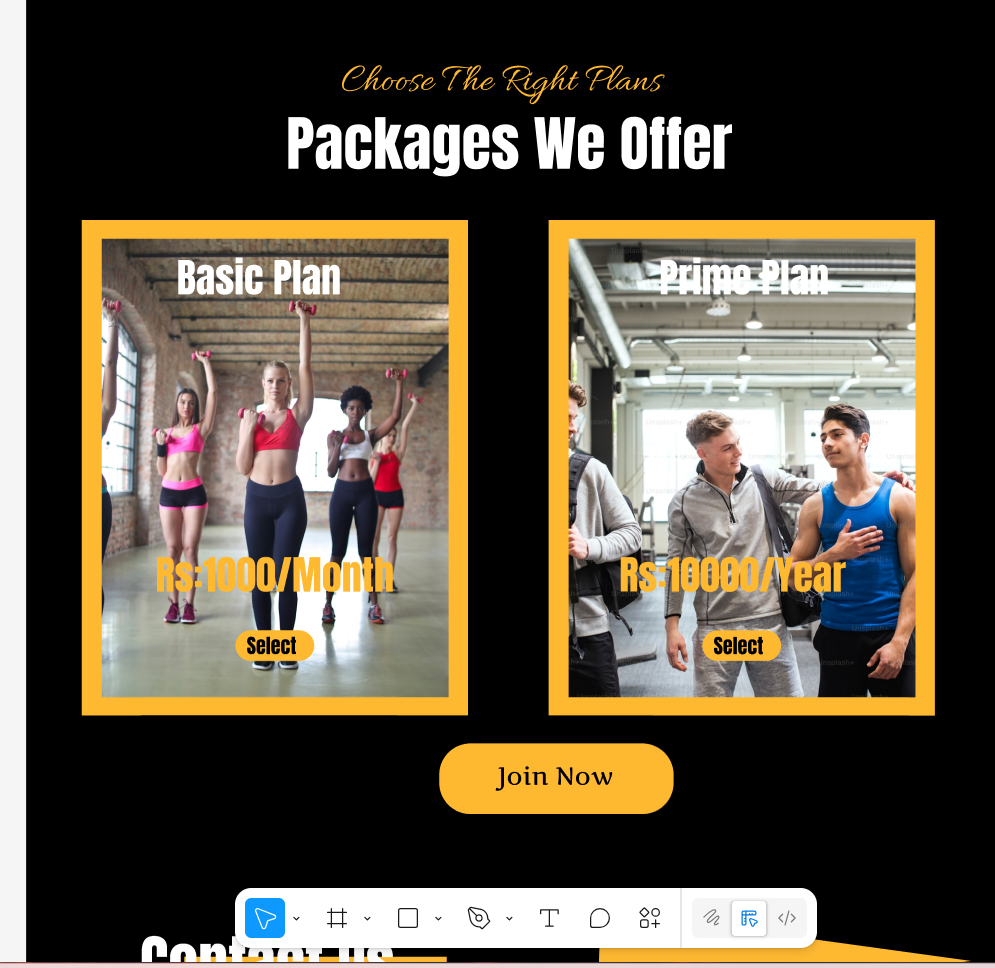 Choose The Right Plans
Packages We Offer
Basic Plan
Prime Plan
Rs:1000/Month
Rs:10000/Year
Select
Select
Join Now
Contact Us